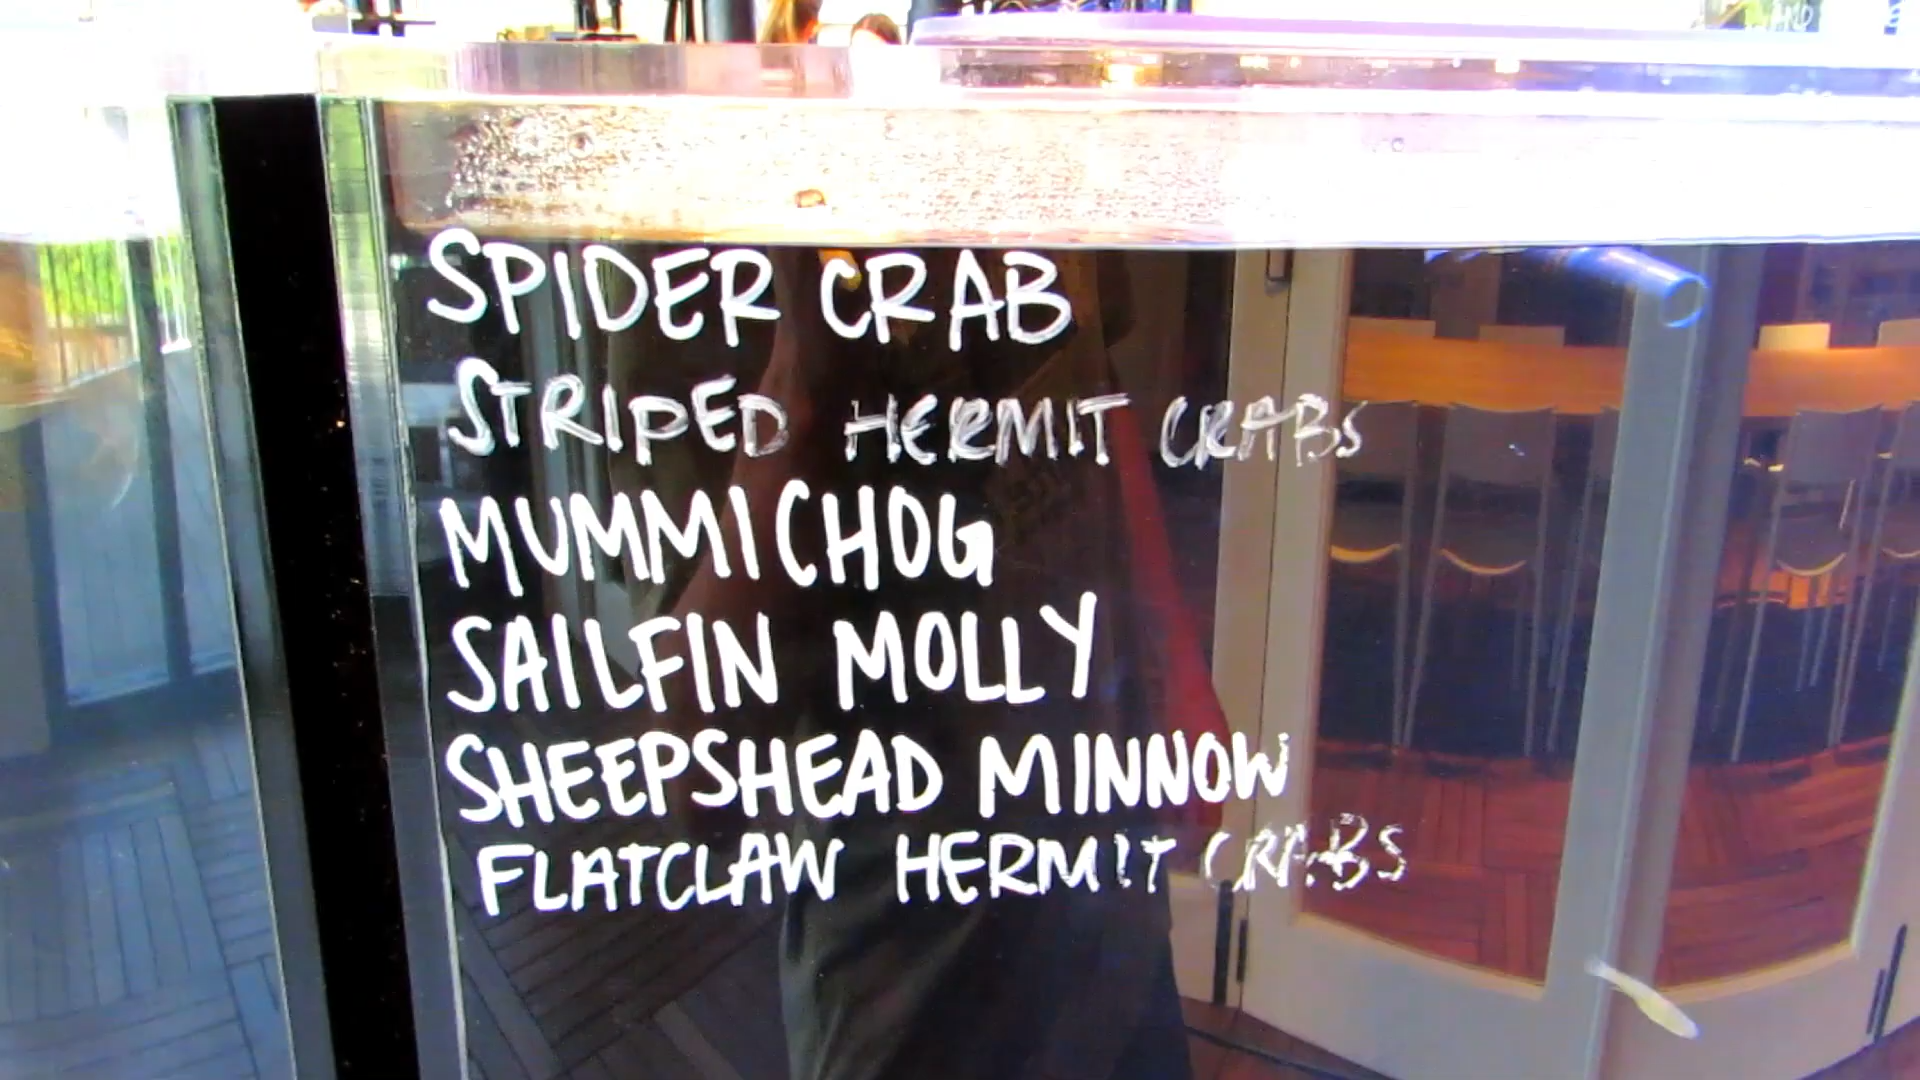 SPIDER CRAB
STRIPED HERMIT CRABS
MUMMICHOG
SAILFIN MOLLY
SHEEPSHEAD MINNOW
FLATCLAW HERMIT CRABS